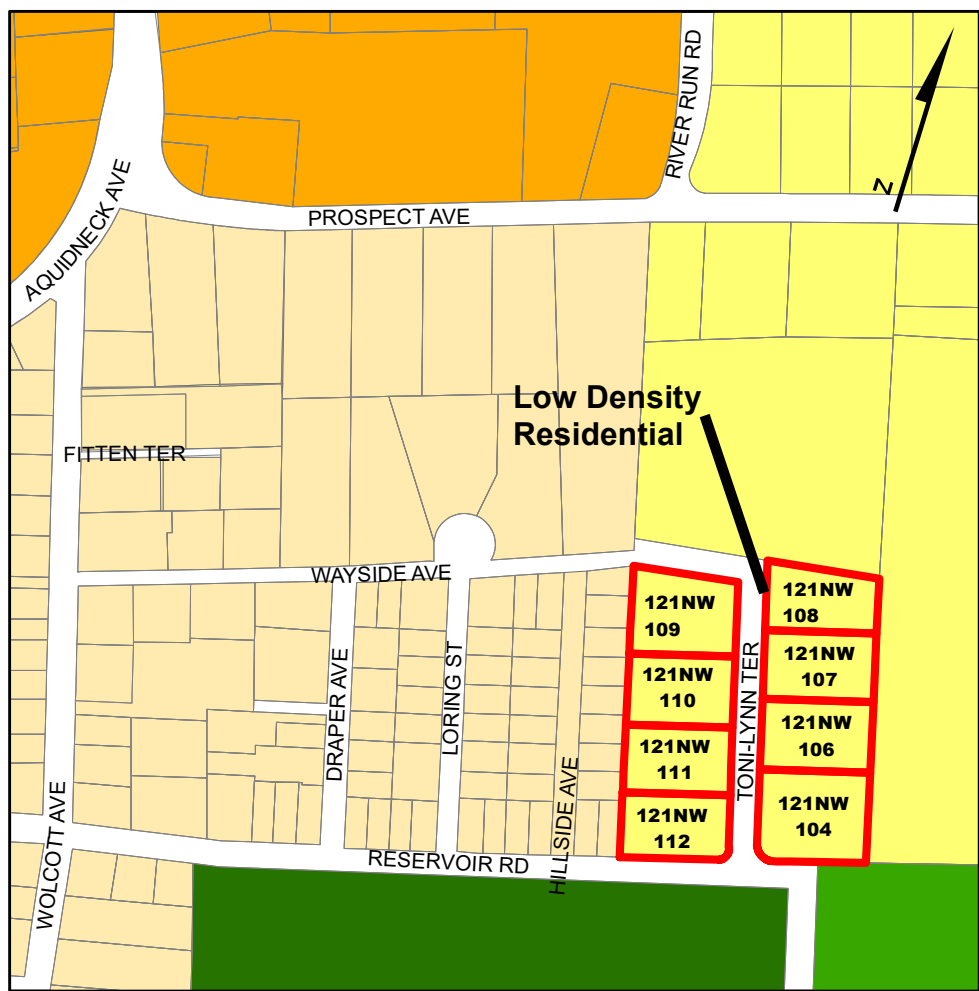 RIVER RUN RD
N
AQUIDNECK AVE
PROSPECT AVE
Low Density
Residential
FITTEN TER
WAYSIDE AVE
121NW
109
121NW
108
121NW
110
121NW
107
121NW
111
121NW
106
121NW
112
121NW
104
DRAPER AVE
LORING ST
TONI-LYNN TER
HILLSIDE AVE
WOLCOTT AVE
RESERVOIR RD